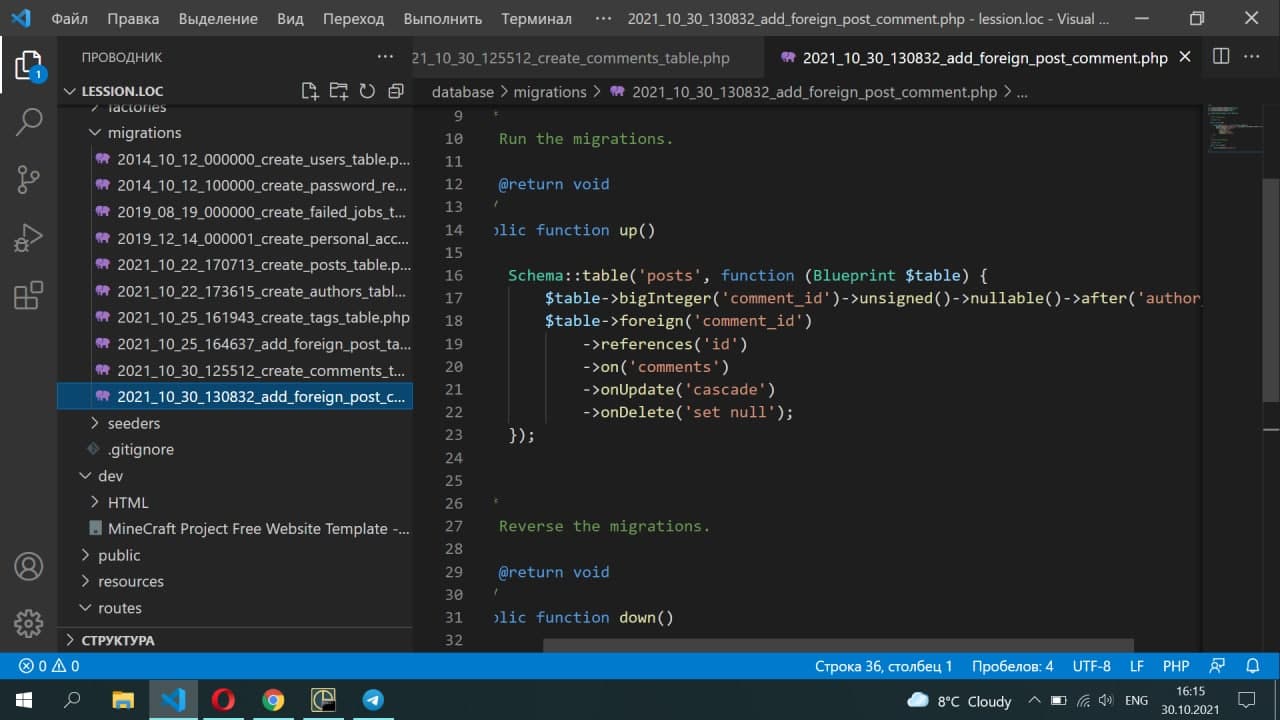 Файл Правка Выделение Вид Переход Выполнить Терминал ··· 2021_10_30_130832_add_foreign_post_comment.php - lession.loc - Visual ...
ПРОВОДНИК ···
21_10_30_125512_create_comments_table.php
2021_10_30_130832_add_foreign_post_comment.php
1
LESSION.LOC
database > migrations > 2021_10_30_130832_add_foreign_post_comment.php > ...
factories
migrations
2014_10_12_000000_create_users_table.p...
2014_10_12_100000_create_password_re...
2019_08_19_000000_create_failed_jobs_t...
2019_12_14_000001_create_personal_acc...
2021_10_22_170713_create_posts_table.p...
2021_10_22_173615_create_authors_tabl...
2021_10_25_161943_create_tags_table.php
2021_10_25_164637_add_foreign_post_ta...
2021_10_30_125512_create_comments_t...
2021_10_30_130832_add_foreign_post_c...
seeders
.gitignore
dev
HTML
MineCraft Project Free Website Template -...
public
resources
routes
СТРУКТУРА
9 *
10 Run the migrations.
11
12 @return void
13 /
14 blic function up()
15
16 Schema::table('posts', function (Blueprint $table) {
17 $table->bigInteger('comment_id')->unsigned()->nullable()->after('author_
18 $table->foreign('comment_id')
19 ->references('id')
20 ->on('comments')
21 ->onUpdate('cascade')
22 ->onDelete('set null');
23 });
24
25
26 *
27 Reverse the migrations.
28
29 @return void
30 /
31 blic function down()
32
0 0 Строка 36, столбец 1 Пробелов: 4 UTF-8 LF PHP
8°C Cloudy ENG 16:15
30.10.2021